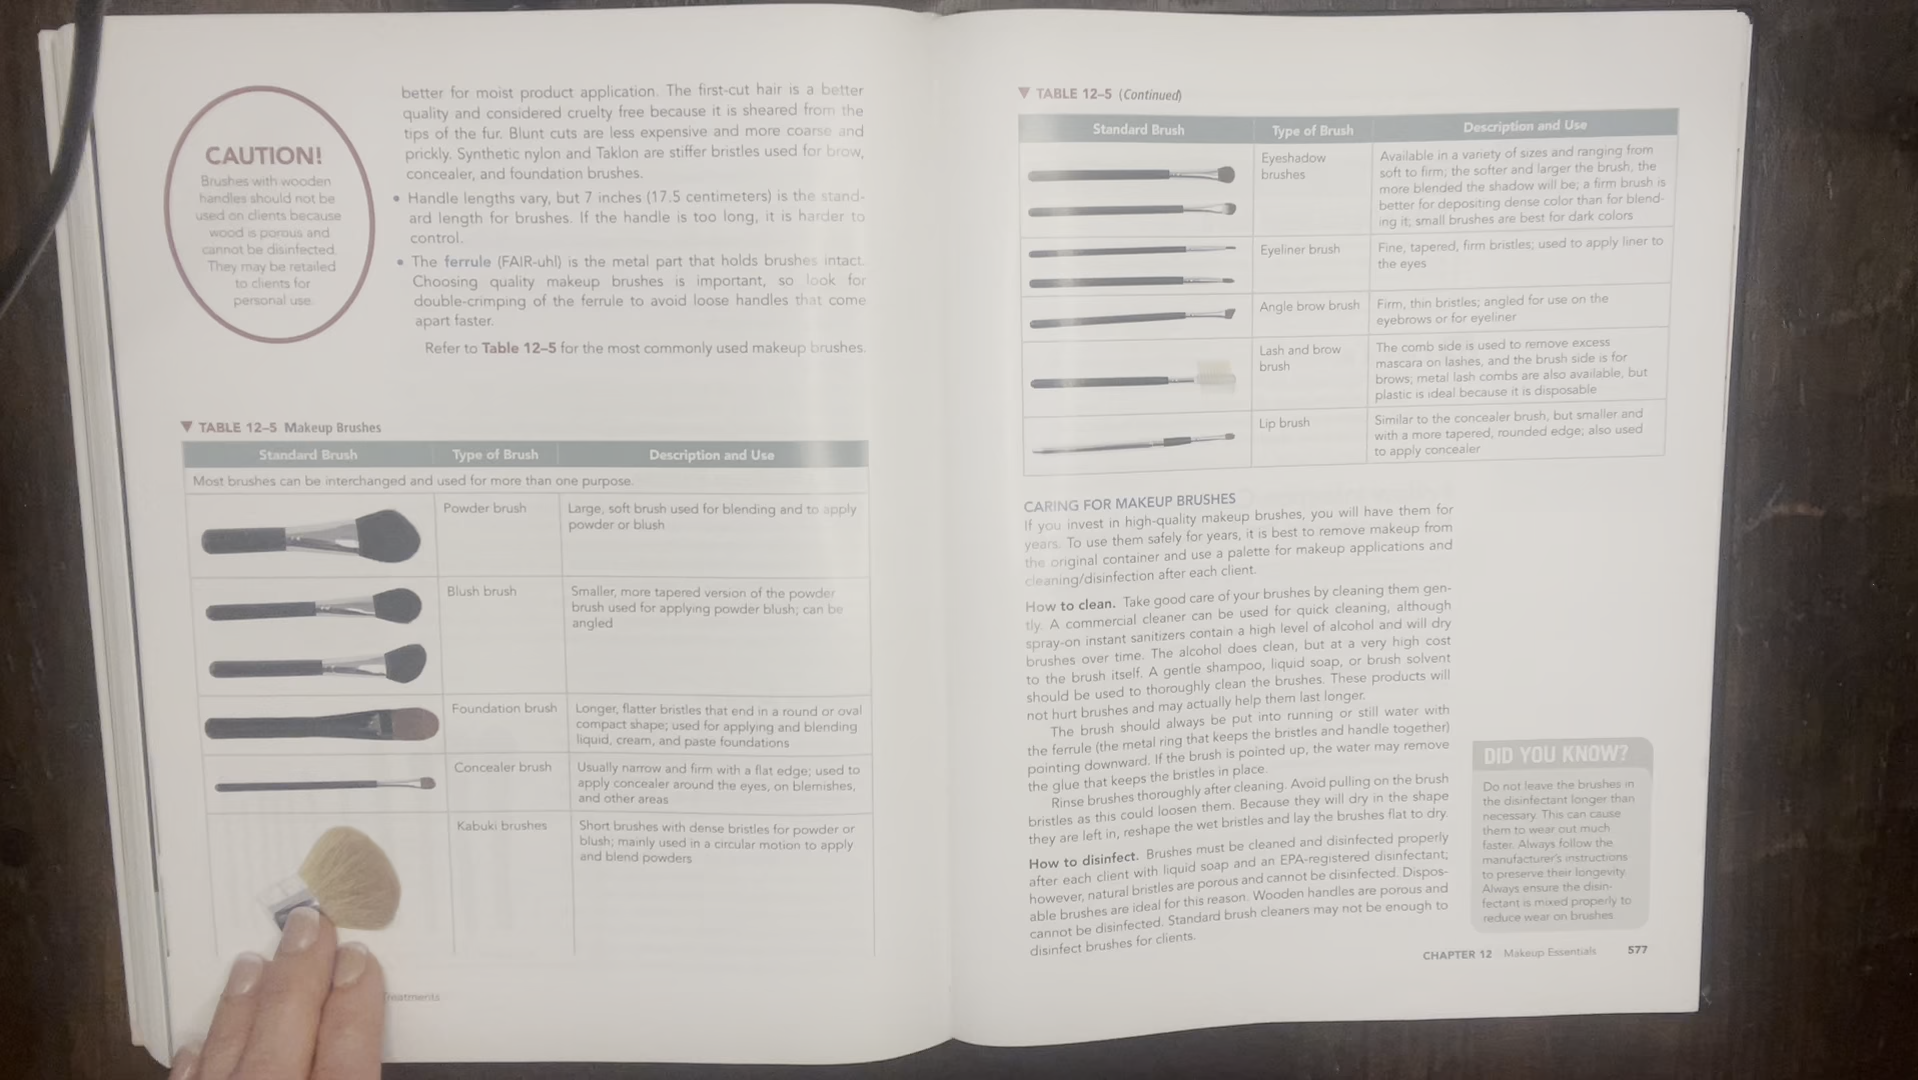 CAUTION!
Brushes with wooden
handles should not be
used on clients because
wood is porous and
cannot be disinfected.
They may be retailed
to clients for
personal use.
better for moist product application. The first-cut hair is a better
quality and considered cruelty free because it is sheared from the
tips of the fur. Blunt cuts are less expensive and more coarse and
prickly. Synthetic nylon and Taklon are stiffer bristles used for brow,
concealer, and foundation brushes.
• Handle lengths vary, but 7 inches (17.5 centimeters) is the stand-
ard length for brushes. If the handle is too long, it is harder to
control.
• The ferrule (FAIR-uhl) is the metal part that holds brushes intact.
Choosing quality makeup brushes is important, so look for
double-crimping of the ferrule to avoid loose handles that come
apart faster.
Refer to Table 12–5 for the most commonly used makeup brushes.
▼ TABLE 12–5 Makeup Brushes
Standard Brush Type of Brush Description and Use
Most brushes can be interchanged and used for more than one purpose.
Powder brush
Large, soft brush used for blending and to apply
powder or blush
Blush brush
Smaller, more tapered version of the powder
brush used for applying powder blush; can be
angled
Foundation brush
Longer, flatter bristles that end in a round or oval
compact shape; used for applying and blending
liquid, cream, and paste foundations
Concealer brush
Usually narrow and firm with a flat edge; used to
apply concealer around the eyes, on blemishes,
and other areas
Kabuki brushes
Short brushes with dense bristles for powder or
blush; mainly used in a circular motion to apply
and blend powders
Treatments
▼ TABLE 12–5 (Continued)
Standard Brush Type of Brush Description and Use
Eyeshadow
brushes
Available in a variety of sizes and ranging from
soft to firm; the softer and larger the brush, the
more blended the shadow will be; a firm brush is
better for depositing dense color than for blend-
ing it; small brushes are best for dark colors
Eyeliner brush
Fine, tapered, firm bristles; used to apply liner to
the eyes
Angle brow brush
Firm, thin bristles; angled for use on the
eyebrows or for eyeliner
Lash and brow
brush
The comb side is used to remove excess
mascara on lashes, and the brush side is for
brows; metal lash combs are also available, but
plastic is ideal because it is disposable
Lip brush
Similar to the concealer brush, but smaller and
with a more tapered, rounded edge; also used
to apply concealer
CARING FOR MAKEUP BRUSHES
If you invest in high-quality makeup brushes, you will have them for
years. To use them safely for years, it is best to remove makeup from
the original container and use a palette for makeup applications and
cleaning/disinfection after each client.
How to clean. Take good care of your brushes by cleaning them gen-
tly. A commercial cleaner can be used for quick cleaning, although
spray-on instant sanitizers contain a high level of alcohol and will dry
brushes over time. The alcohol does clean, but at a very high cost
to the brush itself. A gentle shampoo, liquid soap, or brush solvent
should be used to thoroughly clean the brushes. These products will
not hurt brushes and may actually help them last longer.
The brush should always be put into running or still water with
the ferrule (the metal ring that keeps the bristles and handle together)
pointing downward. If the brush is pointed up, the water may remove
the glue that keeps the bristles in place.
Rinse brushes thoroughly after cleaning. Avoid pulling on the brush
bristles as this could loosen them. Because they will dry in the shape
they are left in, reshape the wet bristles and lay the brushes flat to dry.
How to disinfect. Brushes must be cleaned and disinfected properly
after each client with liquid soap and an EPA-registered disinfectant;
however, natural bristles are porous and cannot be disinfected. Dispos-
able brushes are ideal for this reason. Wooden handles are porous and
cannot be disinfected. Standard brush cleaners may not be enough to
disinfect brushes for clients.
DID YOU KNOW?
Do not leave the brushes in
the disinfectant longer than
necessary. This can cause
them to wear out much
faster. Always follow the
manufacturer's instructions
to preserve their longevity.
Always ensure the disin-
fectant is mixed properly to
reduce wear on brushes.
CHAPTER 12 Makeup Essentials 577